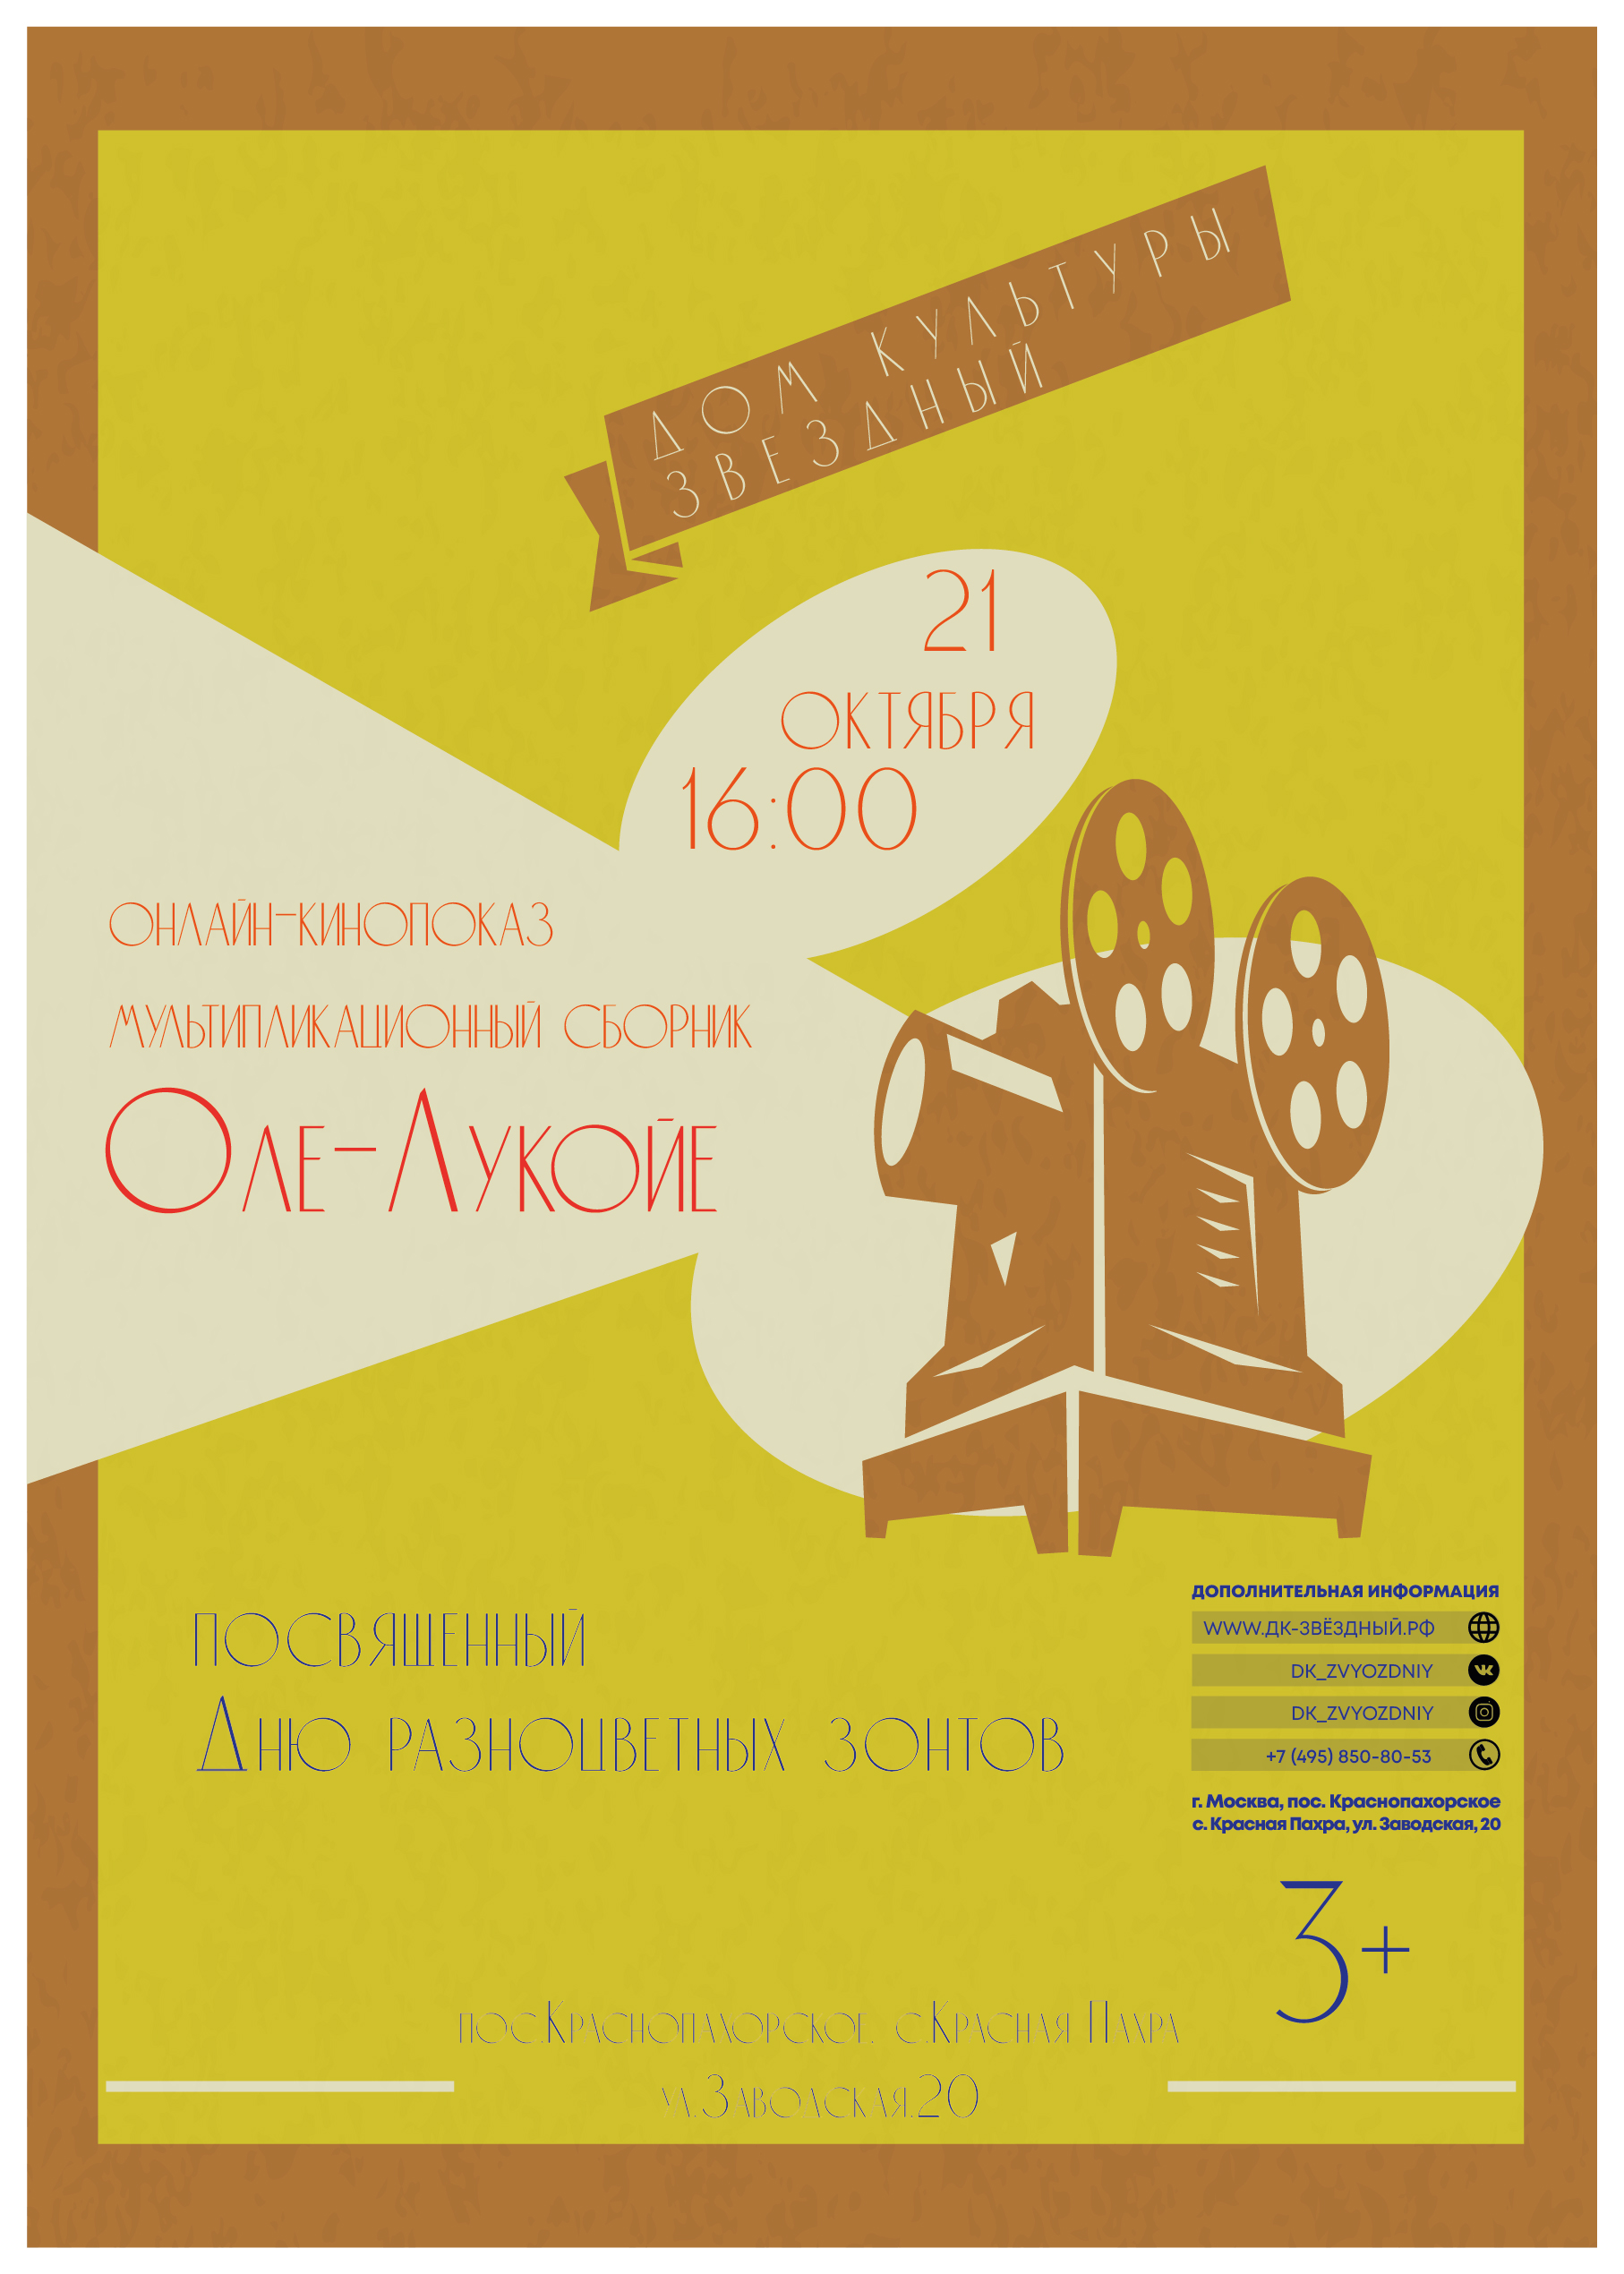 ДОМ КУЛЬТУРЫ
ЗВЕЗДНЫЙ
21
ОКТЯБРЯ
16:00
ОНЛАЙН-КИНОПОКАЗ
МУЛЬТИПЛИКАЦИОННЫЙ СБОРНИК
Оле-Лукойе
ПОСВЯЩЕННЫЙ
Дню разноцветных зонтов
ДОПОЛНИТЕЛЬНАЯ ИНФОРМАЦИЯ
WWW.ДК-ЗВЁЗДНЫЙ.РФ
DK_ZVYOZDNIY
DK_ZVYOZDNIY
+7 (495) 850-80-53
г. Москва, пос. Краснопахорское
с. Красная Пахра, ул. Заводская, 20
3+
пос.Краснопахорское, с.Красная Пахра
ул.Заводская,20